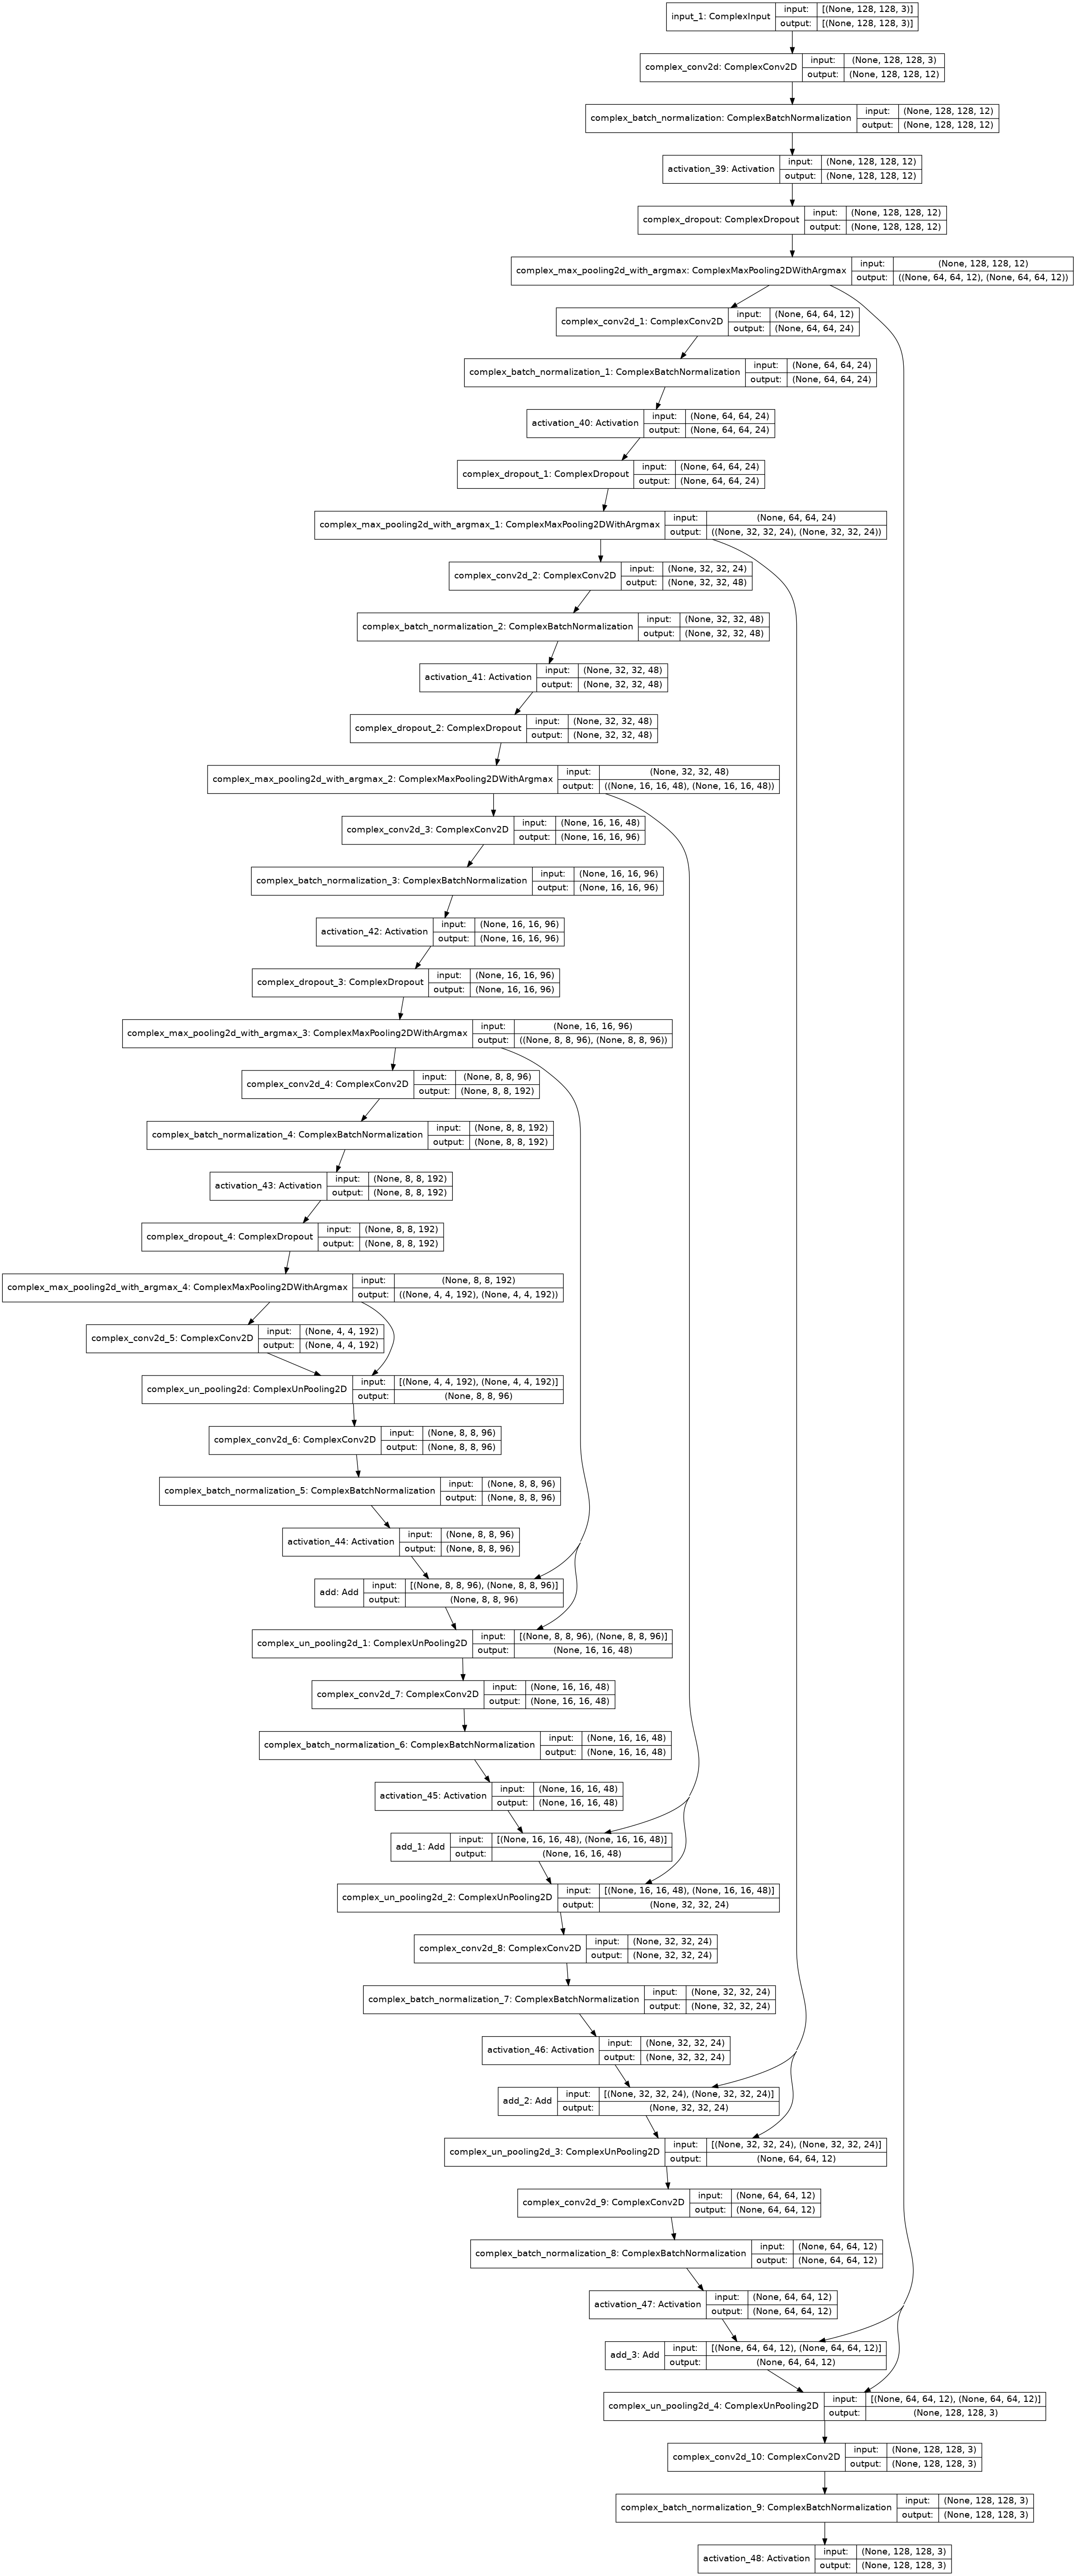 input_1: ComplexInput
input: [(None, 128, 128, 3)]
output: [(None, 128, 128, 3)]
complex_conv2d: ComplexConv2D
input: (None, 128, 128, 3)
output: (None, 128, 128, 12)
complex_batch_normalization: ComplexBatchNormalization
input: (None, 128, 128, 12)
output: (None, 128, 128, 12)
activation_39: Activation
input: (None, 128, 128, 12)
output: (None, 128, 128, 12)
complex_dropout: ComplexDropout
input: (None, 128, 128, 12)
output: (None, 128, 128, 12)
complex_max_pooling2d_with_argmax: ComplexMaxPooling2DWithArgmax
input: (None, 128, 128, 12)
output: ((None, 64, 64, 12), (None, 64, 64, 12))
complex_conv2d_1: ComplexConv2D
input: (None, 64, 64, 12)
output: (None, 64, 64, 24)
complex_batch_normalization_1: ComplexBatchNormalization
input: (None, 64, 64, 24)
output: (None, 64, 64, 24)
activation_40: Activation
input: (None, 64, 64, 24)
output: (None, 64, 64, 24)
complex_dropout_1: ComplexDropout
input: (None, 64, 64, 24)
output: (None, 64, 64, 24)
complex_max_pooling2d_with_argmax_1: ComplexMaxPooling2DWithArgmax
input: (None, 64, 64, 24)
output: ((None, 32, 32, 24), (None, 32, 32, 24))
complex_conv2d_2: ComplexConv2D
input: (None, 32, 32, 24)
output: (None, 32, 32, 48)
complex_batch_normalization_2: ComplexBatchNormalization
input: (None, 32, 32, 48)
output: (None, 32, 32, 48)
activation_41: Activation
input: (None, 32, 32, 48)
output: (None, 32, 32, 48)
complex_dropout_2: ComplexDropout
input: (None, 32, 32, 48)
output: (None, 32, 32, 48)
complex_max_pooling2d_with_argmax_2: ComplexMaxPooling2DWithArgmax
input: (None, 32, 32, 48)
output: ((None, 16, 16, 48), (None, 16, 16, 48))
complex_conv2d_3: ComplexConv2D
input: (None, 16, 16, 48)
output: (None, 16, 16, 96)
complex_batch_normalization_3: ComplexBatchNormalization
input: (None, 16, 16, 96)
output: (None, 16, 16, 96)
activation_42: Activation
input: (None, 16, 16, 96)
output: (None, 16, 16, 96)
complex_dropout_3: ComplexDropout
input: (None, 16, 16, 96)
output: (None, 16, 16, 96)
complex_max_pooling2d_with_argmax_3: ComplexMaxPooling2DWithArgmax
input: (None, 16, 16, 96)
output: ((None, 8, 8, 96), (None, 8, 8, 96))
complex_conv2d_4: ComplexConv2D
input: (None, 8, 8, 96)
output: (None, 8, 8, 192)
complex_batch_normalization_4: ComplexBatchNormalization
input: (None, 8, 8, 192)
output: (None, 8, 8, 192)
activation_43: Activation
input: (None, 8, 8, 192)
output: (None, 8, 8, 192)
complex_dropout_4: ComplexDropout
input: (None, 8, 8, 192)
output: (None, 8, 8, 192)
complex_max_pooling2d_with_argmax_4: ComplexMaxPooling2DWithArgmax
input: (None, 8, 8, 192)
output: ((None, 4, 4, 192), (None, 4, 4, 192))
complex_conv2d_5: ComplexConv2D
input: (None, 4, 4, 192)
output: (None, 4, 4, 192)
complex_un_pooling2d: ComplexUnPooling2D
input: [(None, 4, 4, 192), (None, 4, 4, 192)]
output: (None, 8, 8, 96)
complex_conv2d_6: ComplexConv2D
input: (None, 8, 8, 96)
output: (None, 8, 8, 96)
complex_batch_normalization_5: ComplexBatchNormalization
input: (None, 8, 8, 96)
output: (None, 8, 8, 96)
activation_44: Activation
input: (None, 8, 8, 96)
output: (None, 8, 8, 96)
add: Add
input: [(None, 8, 8, 96), (None, 8, 8, 96)]
output: (None, 8, 8, 96)
complex_un_pooling2d_1: ComplexUnPooling2D
input: [(None, 8, 8, 96), (None, 8, 8, 96)]
output: (None, 16, 16, 48)
complex_conv2d_7: ComplexConv2D
input: (None, 16, 16, 48)
output: (None, 16, 16, 48)
complex_batch_normalization_6: ComplexBatchNormalization
input: (None, 16, 16, 48)
output: (None, 16, 16, 48)
activation_45: Activation
input: (None, 16, 16, 48)
output: (None, 16, 16, 48)
add_1: Add
input: [(None, 16, 16, 48), (None, 16, 16, 48)]
output: (None, 16, 16, 48)
complex_un_pooling2d_2: ComplexUnPooling2D
input: [(None, 16, 16, 48), (None, 16, 16, 48)]
output: (None, 32, 32, 24)
complex_conv2d_8: ComplexConv2D
input: (None, 32, 32, 24)
output: (None, 32, 32, 24)
complex_batch_normalization_7: ComplexBatchNormalization
input: (None, 32, 32, 24)
output: (None, 32, 32, 24)
activation_46: Activation
input: (None, 32, 32, 24)
output: (None, 32, 32, 24)
add_2: Add
input: [(None, 32, 32, 24), (None, 32, 32, 24)]
output: (None, 32, 32, 24)
complex_un_pooling2d_3: ComplexUnPooling2D
input: [(None, 32, 32, 24), (None, 32, 32, 24)]
output: (None, 64, 64, 12)
complex_conv2d_9: ComplexConv2D
input: (None, 64, 64, 12)
output: (None, 64, 64, 12)
complex_batch_normalization_8: ComplexBatchNormalization
input: (None, 64, 64, 12)
output: (None, 64, 64, 12)
activation_47: Activation
input: (None, 64, 64, 12)
output: (None, 64, 64, 12)
add_3: Add
input: [(None, 64, 64, 12), (None, 64, 64, 12)]
output: (None, 64, 64, 12)
complex_un_pooling2d_4: ComplexUnPooling2D
input: [(None, 64, 64, 12), (None, 64, 64, 12)]
output: (None, 128, 128, 3)
complex_conv2d_10: ComplexConv2D
input: (None, 128, 128, 3)
output: (None, 128, 128, 3)
complex_batch_normalization_9: ComplexBatchNormalization
input: (None, 128, 128, 3)
output: (None, 128, 128, 3)
activation_48: Activation
input: (None, 128, 128, 3)
output: (None, 128, 128, 3)